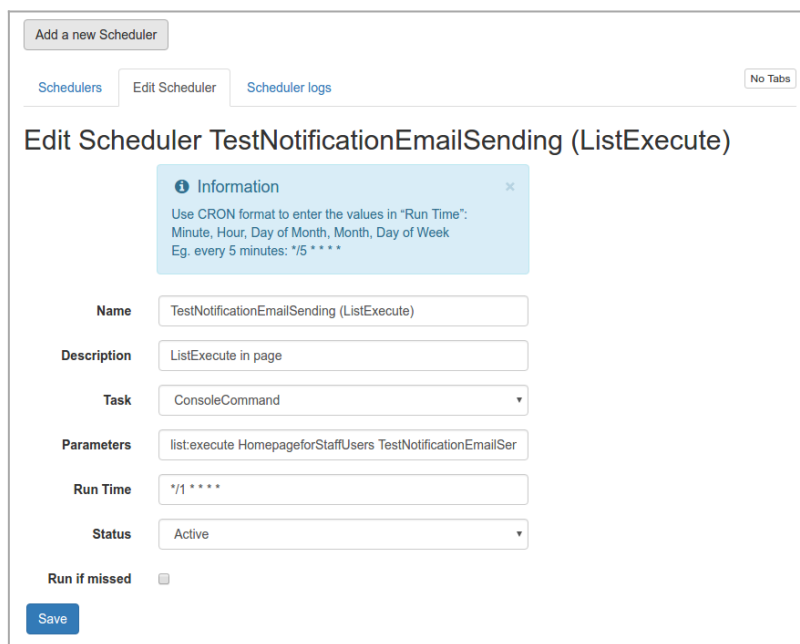 Add a new Scheduler
Schedulers Edit Scheduler Scheduler logs No Tabs
Edit Scheduler TestNotificationEmailSending (ListExecute)
Information ×
Use CRON format to enter the values in “Run Time”:
Minute, Hour, Day of Month, Month, Day of Week
Eg. every 5 minutes: */5 * * * *
Name TestNotificationEmailSending (ListExecute)
Description ListExecute in page
Task ConsoleCommand
Parameters list:execute HomepageforStaffUsers TestNotificationEmailSer
Run Time */1 * * * *
Status Active
Run if missed
Save